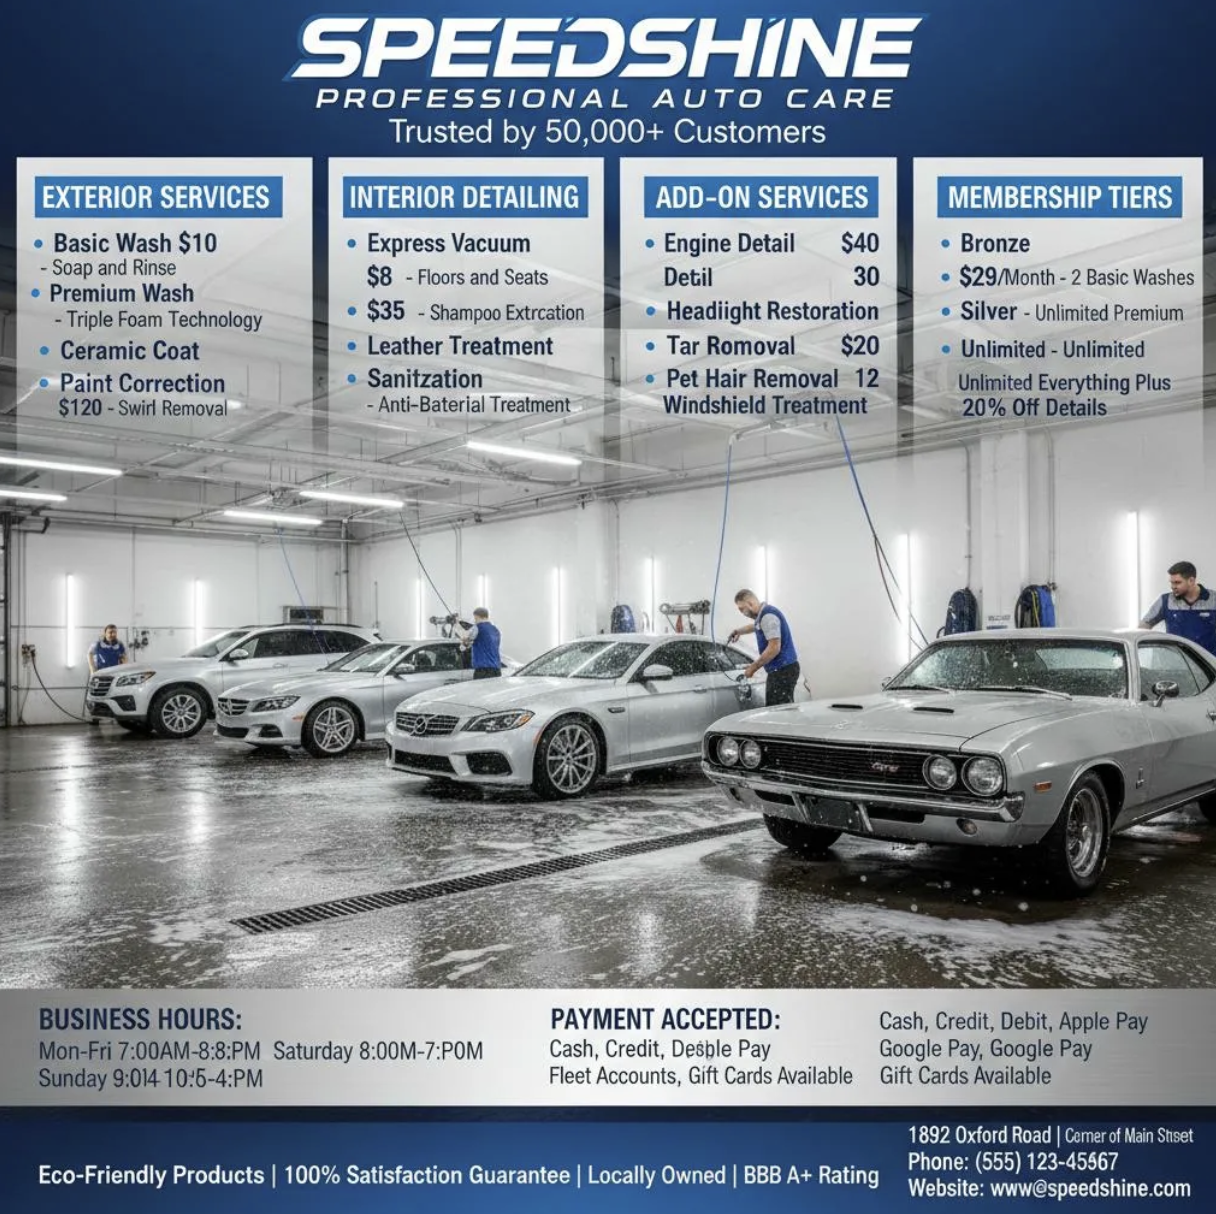 SPEEDSHINE
PROFESSIONAL AUTO CARE
Trusted by 50,000+ Customers
EXTERIOR SERVICES
• Basic Wash $10
- Soap and Rinse
• Premium Wash
- Triple Foam Technology
• Ceramic Coat
• Paint Correction
$120 - Swirl Removal
INTERIOR DETAILING
• Express Vacuum
$8 - Floors and Seats
• $35 - Shampoo Extrcation
• Leather Treatment
• Sanitzation
- Anti-Baterial Treatment
ADD-ON SERVICES
• Engine Detail $40
Detil 30
• Headiight Restoration
• Tar Romoval $20
• Pet Hair Removal 12
Windshield Treatment
MEMBERSHIP TIERS
• Bronze
• $29/Month - 2 Basic Washes
• Silver - Unlimited Premium
• Unlimited - Unlimited
Unlimited Everything Plus
20% Off Details
GTE
BUSINESS HOURS:
Mon-Fri 7:00AM-8:8:PM Saturday 8:00M-7:P0M
Sunday 9:014 10:5-4:PM
PAYMENT ACCEPTED:
Cash, Credit, Pay
Fleet Accounts, Gift Cards Available
Cash, Credit, Debit, Apple Pay
Google Pay, Google Pay
Gift Cards Available
Eco-Friendly Products | 100% Satisfaction Guarantee | Locally Owned | BBB A+ Rating
1892 Oxford Road | Cemer of Main
Phone: (555) 123-45567
Website: www@speedshine.com